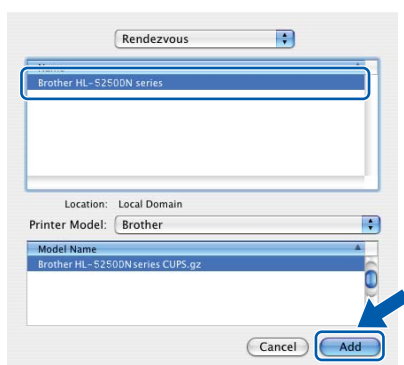 Rendezvous
Name
Brother HL-5250DN series
Location: Local Domain
Printer Model: Brother
Model Name
Brother HL-5250DN series CUPS.gz
Cancel Add